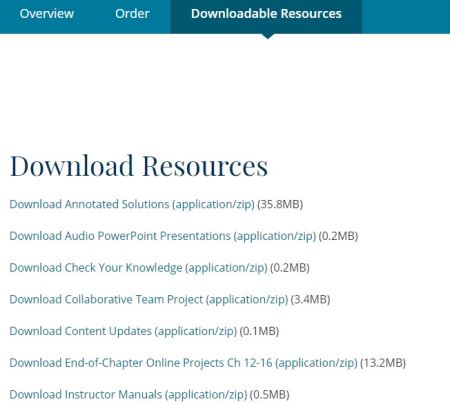 Overview Order Downloadable Resources
Download Resources
Download Annotated Solutions (application/zip) (35.8MB)
Download Audio PowerPoint Presentations (application/zip) (0.2MB)
Download Check Your Knowledge (application/zip) (0.2MB)
Download Collaborative Team Project (application/zip) (3.4MB)
Download Content Updates (application/zip) (0.1MB)
Download End-of-Chapter Online Projects Ch 12-16 (application/zip) (13.2MB)
Download Instructor Manuals (application/zip) (0.5MB)